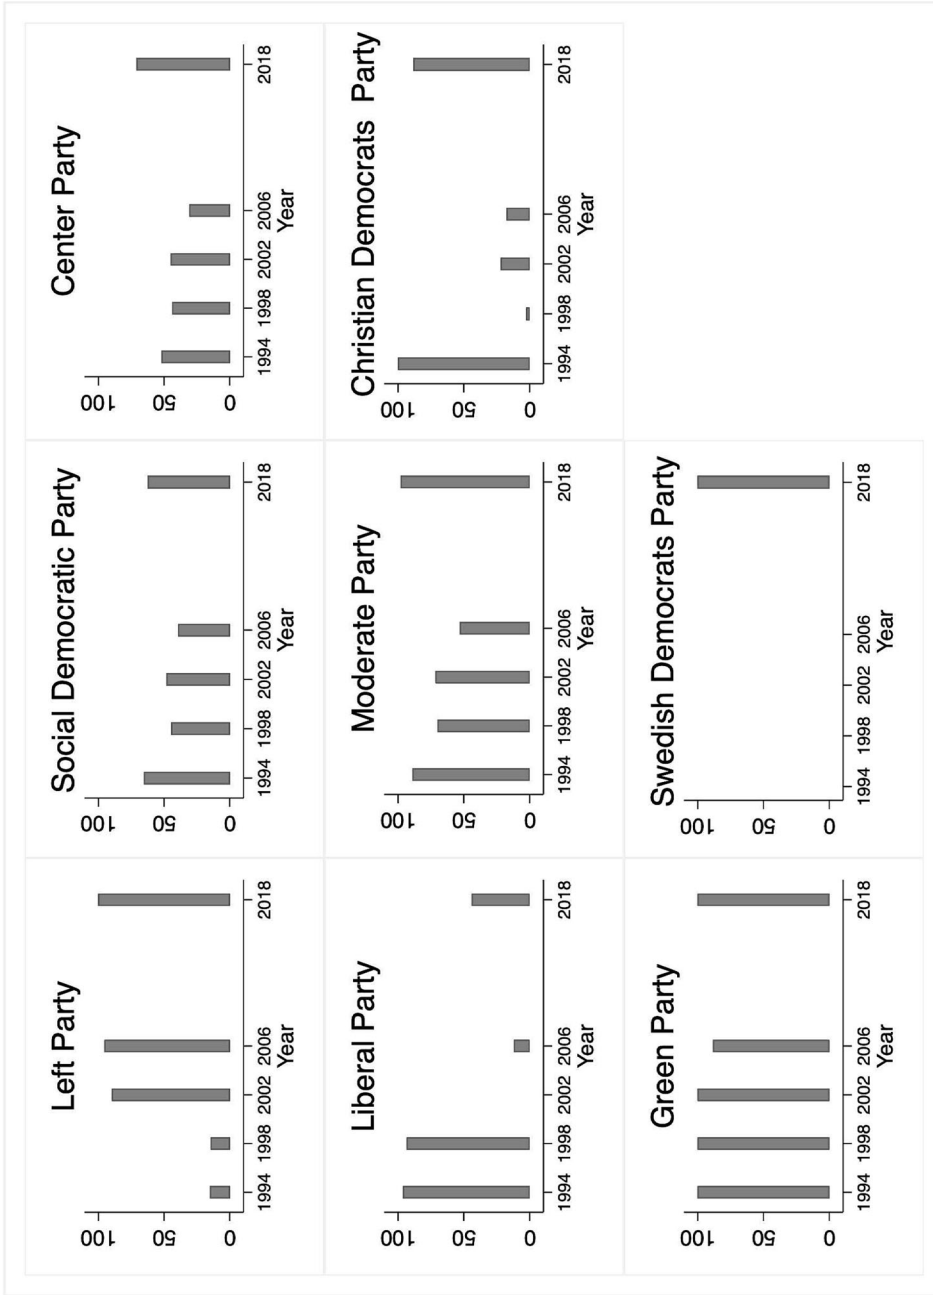 Left Party
100
50
0
1994 1998 2002 2006 2018
Year
Social Democratic Party
100
50
0
1994 1998 2002 2006 2018
Year
Center Party
100
50
0
1994 1998 2002 2006 2018
Year
Liberal Party
100
50
0
1994 1998 2002 2006 2018
Year
Moderate Party
100
50
0
1994 1998 2002 2006 2018
Year
Christian Democrats Party
100
50
0
1994 1998 2002 2006 2018
Year
Green Party
100
50
0
1994 1998 2002 2006 2018
Year
Swedish Democrats Party
100
50
0
1994 1998 2002 2006 2018
Year